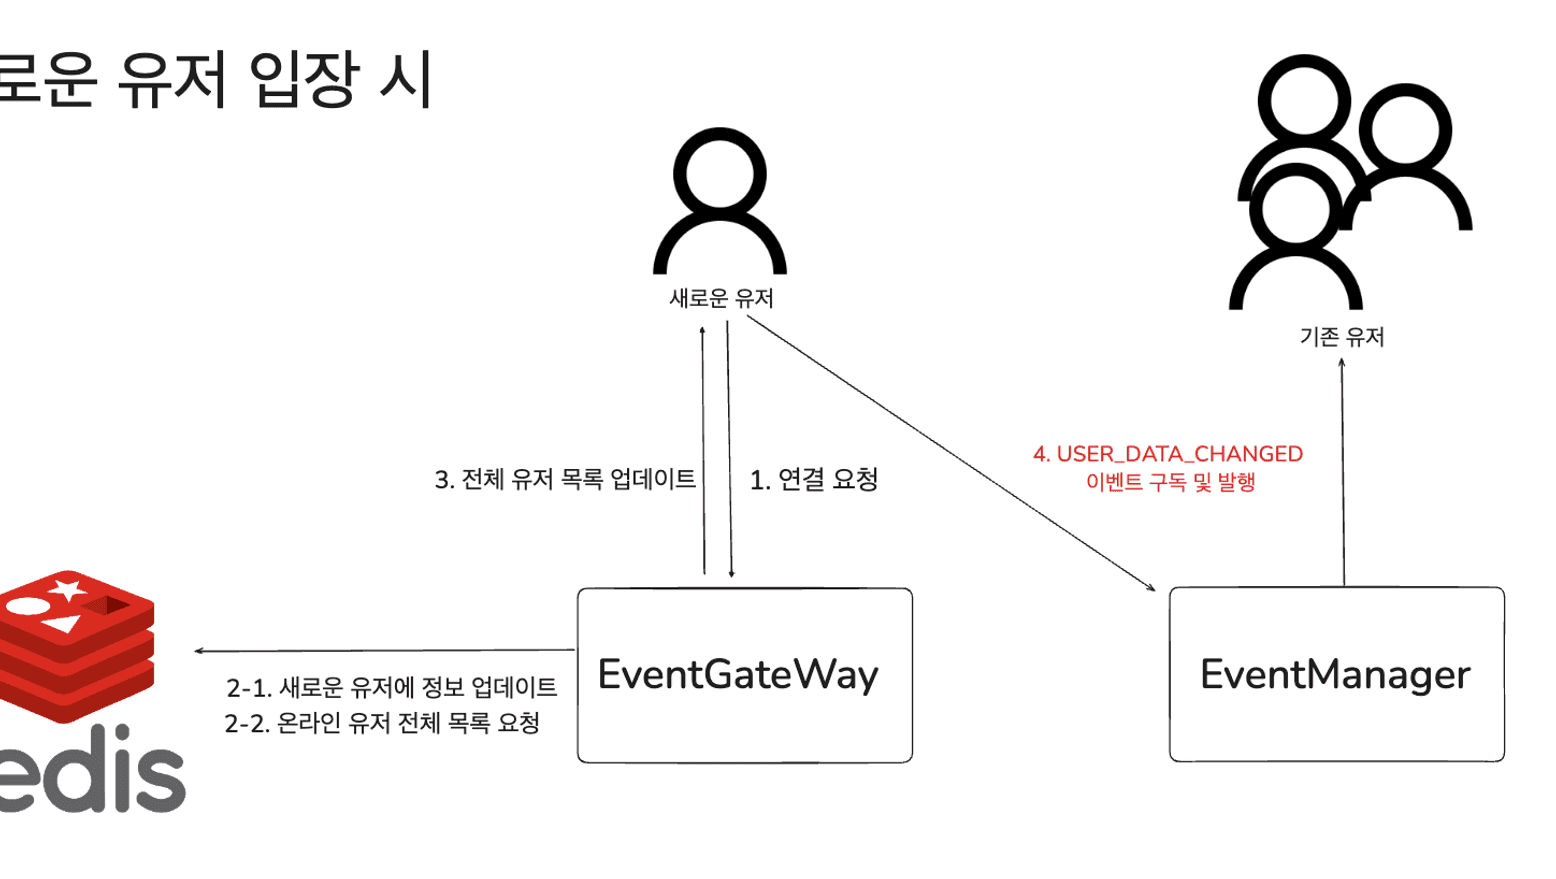 로운 유저 입장 시
새로운 유저
기존 유저
4. USER_DATA_CHANGED
이벤트 구독 및 발행
3. 전체 유저 목록 업데이트
1. 연결 요청
EventGateWay
EventManager
2-1. 새로운 유저에 정보 업데이트
2-2. 온라인 유저 전체 목록 요청
edis